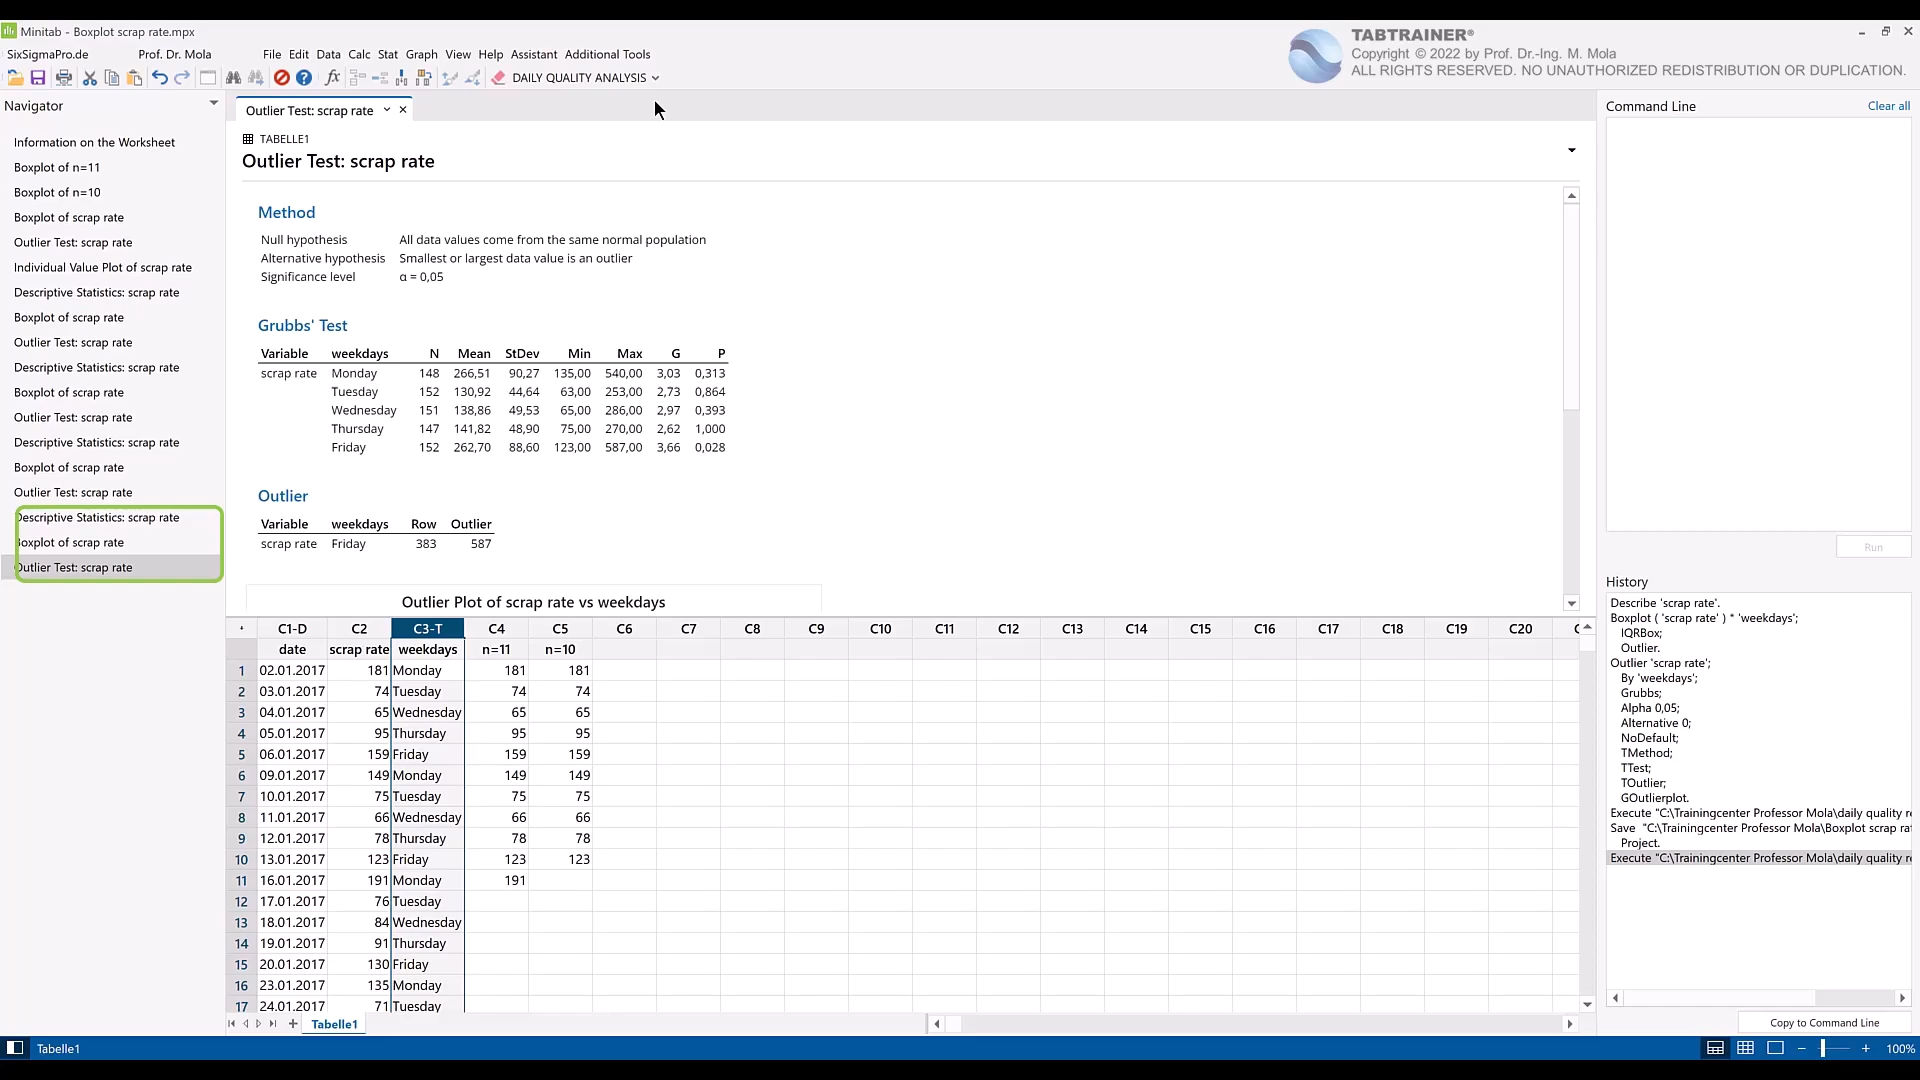 Minitab - Boxplot scrap rate.mpx
TABTRAINER®
Copyright © 2022 by Prof. Dr.-Ing. M. Mola
ALL RIGHTS RESERVED. NO UNAUTHORIZED REDISTRIBUTION OR DUPLICATION.
SixSigmaPro.de Prof. Dr. Mola File Edit Data Calc Stat Graph View Help Assistant Additional Tools
DAILY QUALITY ANALYSIS
Navigator
Information on the Worksheet
Boxplot of n=11
Boxplot of n=10
Boxplot of scrap rate
Outlier Test: scrap rate
Individual Value Plot of scrap rate
Descriptive Statistics: scrap rate
Boxplot of scrap rate
Outlier Test: scrap rate
Descriptive Statistics: scrap rate
Boxplot of scrap rate
Outlier Test: scrap rate
Descriptive Statistics: scrap rate
Boxplot of scrap rate
Outlier Test: scrap rate
Descriptive Statistics: scrap rate
Boxplot of scrap rate
Outlier Test: scrap rate
Outlier Test: scrap rate
TABELLE1
Outlier Test: scrap rate
Method
Null hypothesis All data values come from the same normal population
Alternative hypothesis Smallest or largest data value is an outlier
Significance level α = 0,05
Grubbs' Test
Variable weekdays N Mean StDev Min Max G P
scrap rate Monday 148 266,51 90,27 135,00 540,00 3,03 0,313
Tuesday 152 130,92 44,64 63,00 253,00 2,73 0,864
Wednesday 151 138,86 49,53 65,00 286,00 2,97 0,393
Thursday 147 141,82 48,90 75,00 270,00 2,62 1,000
Friday 152 262,70 88,60 123,00 587,00 3,66 0,028
Outlier
Variable weekdays Row Outlier
scrap rate Friday 383 587
Outlier Plot of scrap rate vs weekdays
C1-D C2 C3-T C4 C5 C6 C7 C8 C9 C10 C11 C12 C13 C14 C15 C16 C17 C18 C19 C20
date scrap rate weekdays n=11 n=10
1 02.01.2017 181 Monday 181 181
2 03.01.2017 74 Tuesday 74 74
3 04.01.2017 65 Wednesday 65 65
4 05.01.2017 95 Thursday 95 95
5 06.01.2017 159 Friday 159 159
6 09.01.2017 149 Monday 149 149
7 10.01.2017 75 Tuesday 75 75
8 11.01.2017 66 Wednesday 66 66
9 12.01.2017 78 Thursday 78 78
10 13.01.2017 123 Friday 123 123
11 16.01.2017 191 Monday 191
12 17.01.2017 76 Tuesday
13 18.01.2017 84 Wednesday
14 19.01.2017 91 Thursday
15 20.01.2017 130 Friday
16 23.01.2017 135 Monday
17 24.01.2017 71 Tuesday
Tabelle1
Command Line Clear all
Run
History
Describe 'scrap rate'.
Boxplot ( 'scrap rate' ) * 'weekdays';
IQRBox;
Outlier.
Outlier 'scrap rate';
By 'weekdays';
Grubbs;
Alpha 0,05;
Alternative 0;
NoDefault;
TMethod;
TTest;
TOutlier;
GOutlierplot.
Execute "C:\Trainingcenter Professor Mola\daily quality re
Save "C:\Trainingcenter Professor Mola\Boxplot scrap ra
Project.
Execute "C:\Trainingcenter Professor Mola\daily quality re
Copy to Command Line
Tabelle1 100%